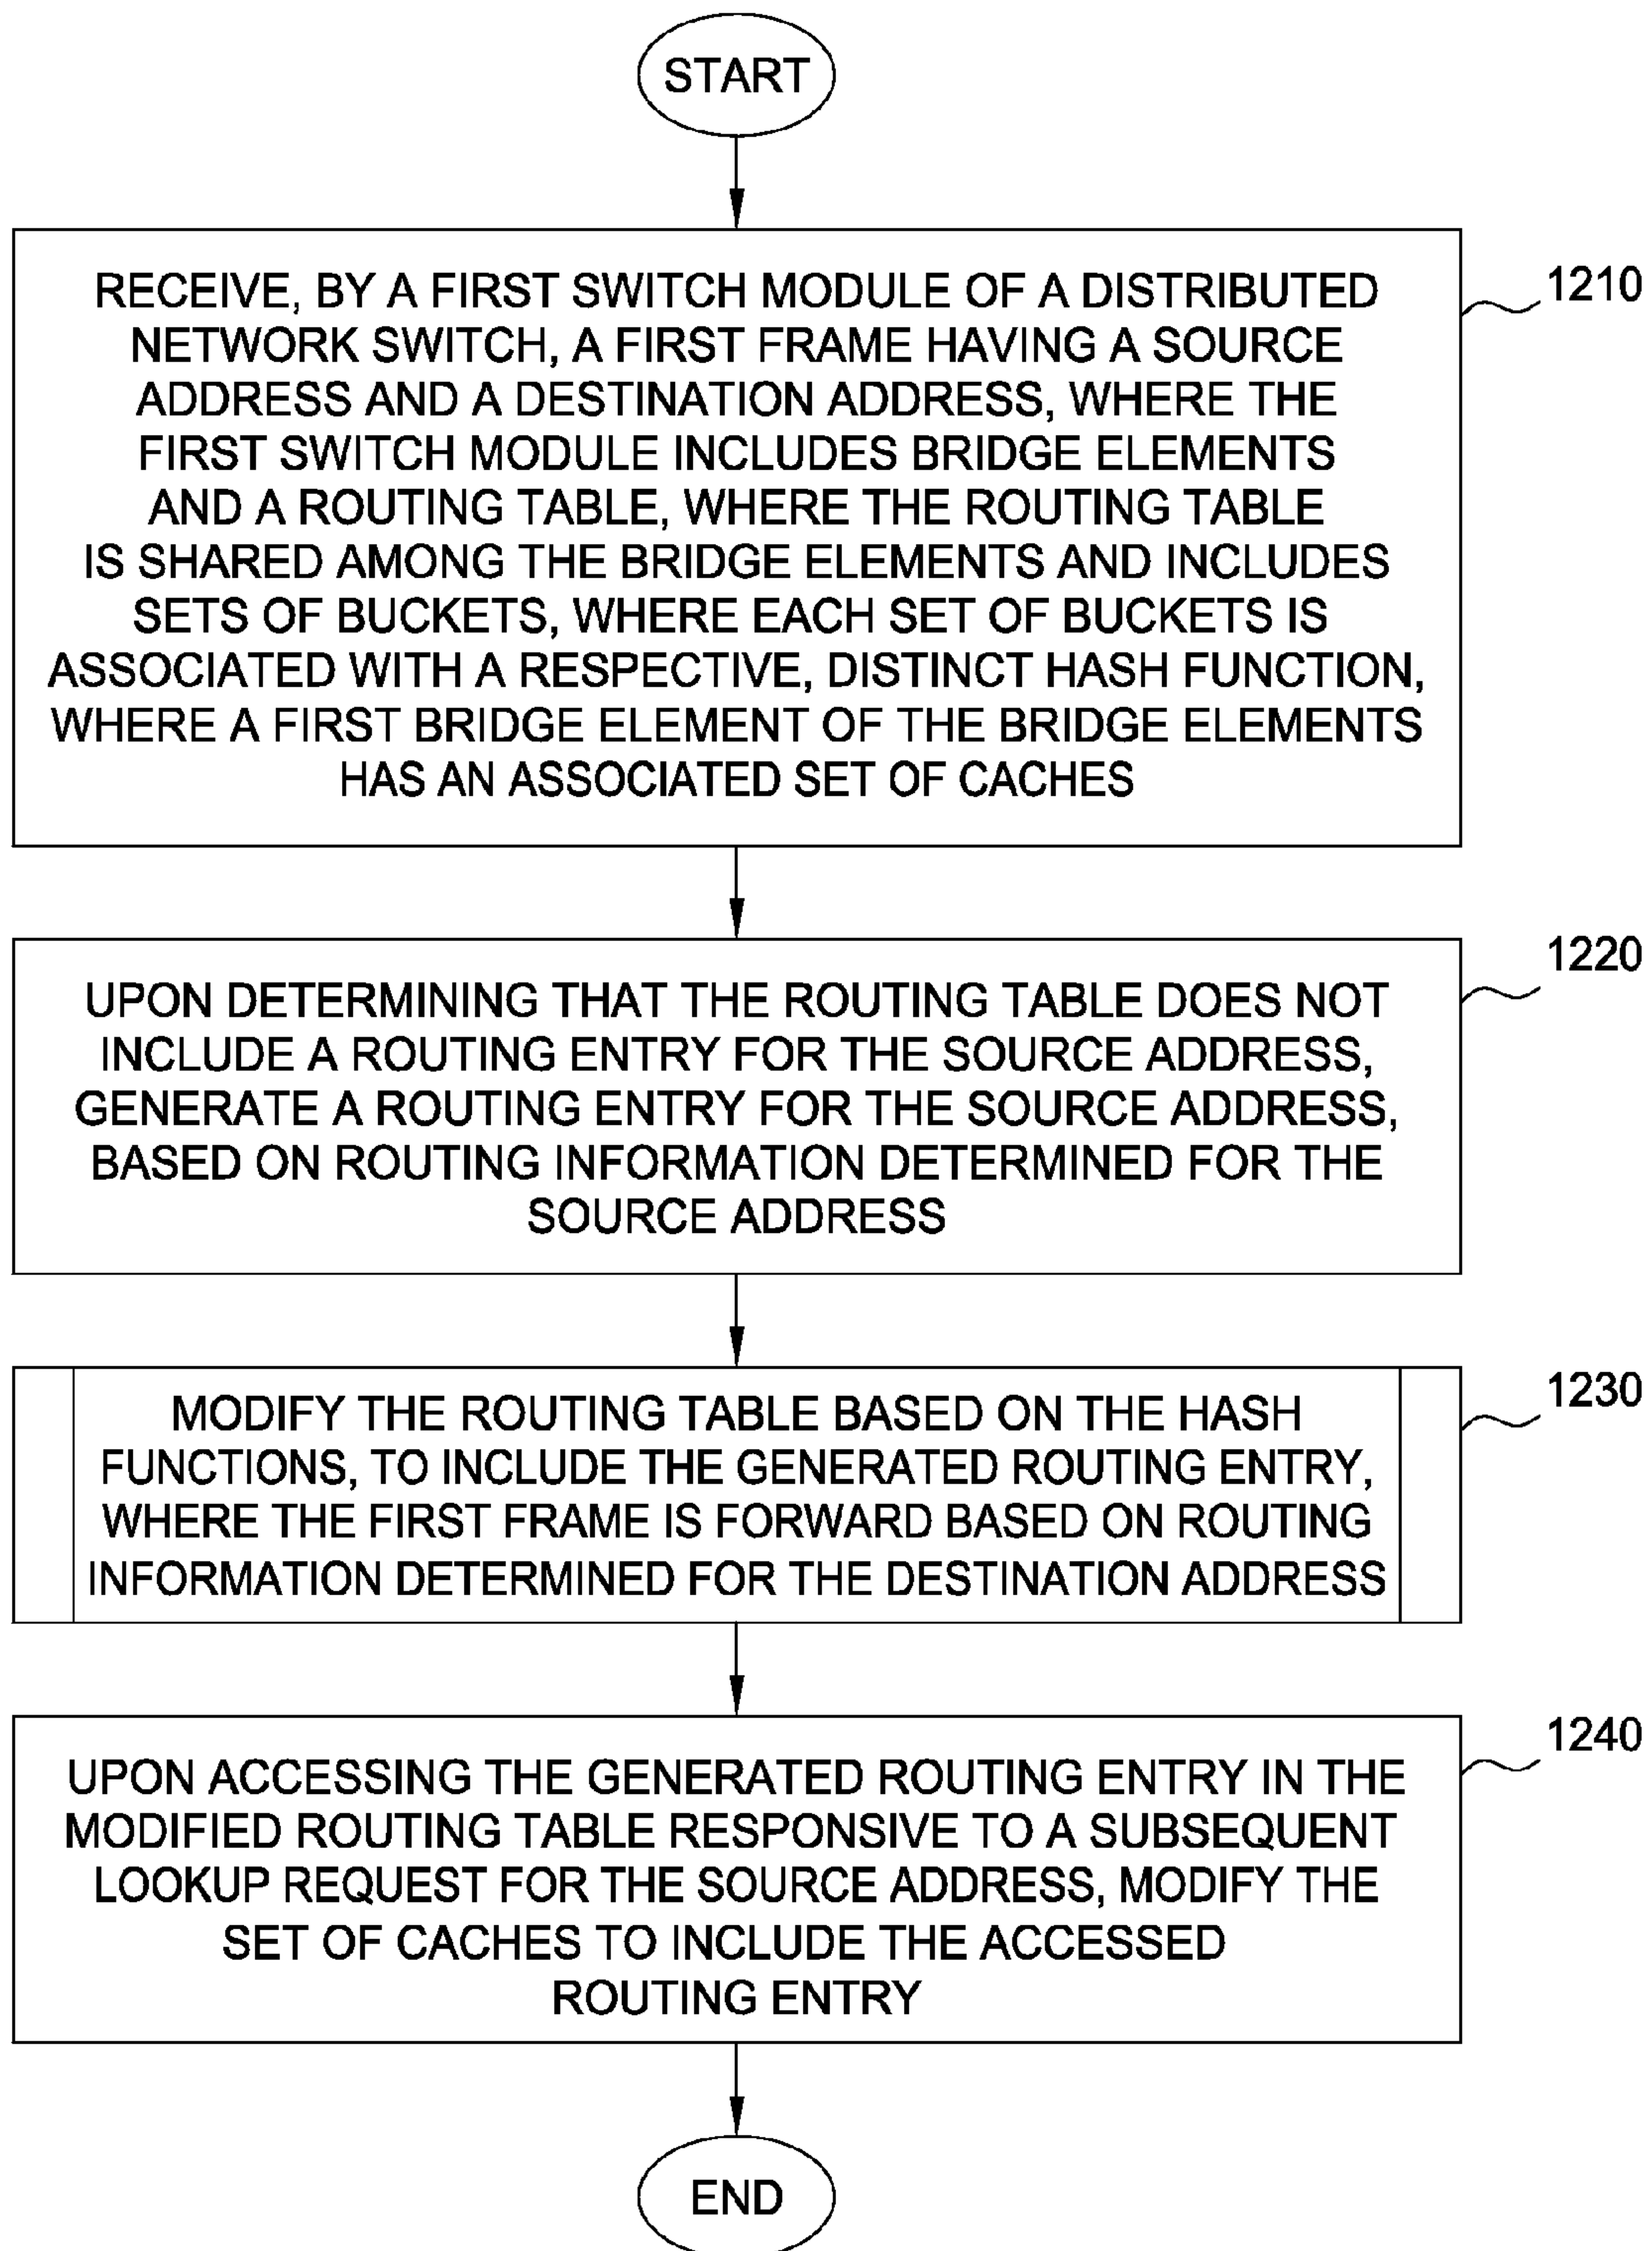 START
RECEIVE, BY A FIRST SWITCH MODULE OF A DISTRIBUTED
NETWORK SWITCH, A FIRST FRAME HAVING A SOURCE
ADDRESS AND A DESTINATION ADDRESS, WHERE THE
FIRST SWITCH MODULE INCLUDES BRIDGE ELEMENTS
AND A ROUTING TABLE, WHERE THE ROUTING TABLE
IS SHARED AMONG THE BRIDGE ELEMENTS AND INCLUDES
SETS OF BUCKETS, WHERE EACH SET OF BUCKETS IS
ASSOCIATED WITH A RESPECTIVE, DISTINCT HASH FUNCTION,
WHERE A FIRST BRIDGE ELEMENT OF THE BRIDGE ELEMENTS
HAS AN ASSOCIATED SET OF CACHES
1210
UPON DETERMINING THAT THE ROUTING TABLE DOES NOT
INCLUDE A ROUTING ENTRY FOR THE SOURCE ADDRESS,
GENERATE A ROUTING ENTRY FOR THE SOURCE ADDRESS,
BASED ON ROUTING INFORMATION DETERMINED FOR THE
SOURCE ADDRESS
1220
MODIFY THE ROUTING TABLE BASED ON THE HASH
FUNCTIONS, TO INCLUDE THE GENERATED ROUTING ENTRY,
WHERE THE FIRST FRAME IS FORWARD BASED ON ROUTING
INFORMATION DETERMINED FOR THE DESTINATION ADDRESS
1230
UPON ACCESSING THE GENERATED ROUTING ENTRY IN THE
MODIFIED ROUTING TABLE RESPONSIVE TO A SUBSEQUENT
LOOKUP REQUEST FOR THE SOURCE ADDRESS, MODIFY THE
SET OF CACHES TO INCLUDE THE ACCESSED
ROUTING ENTRY
1240
END